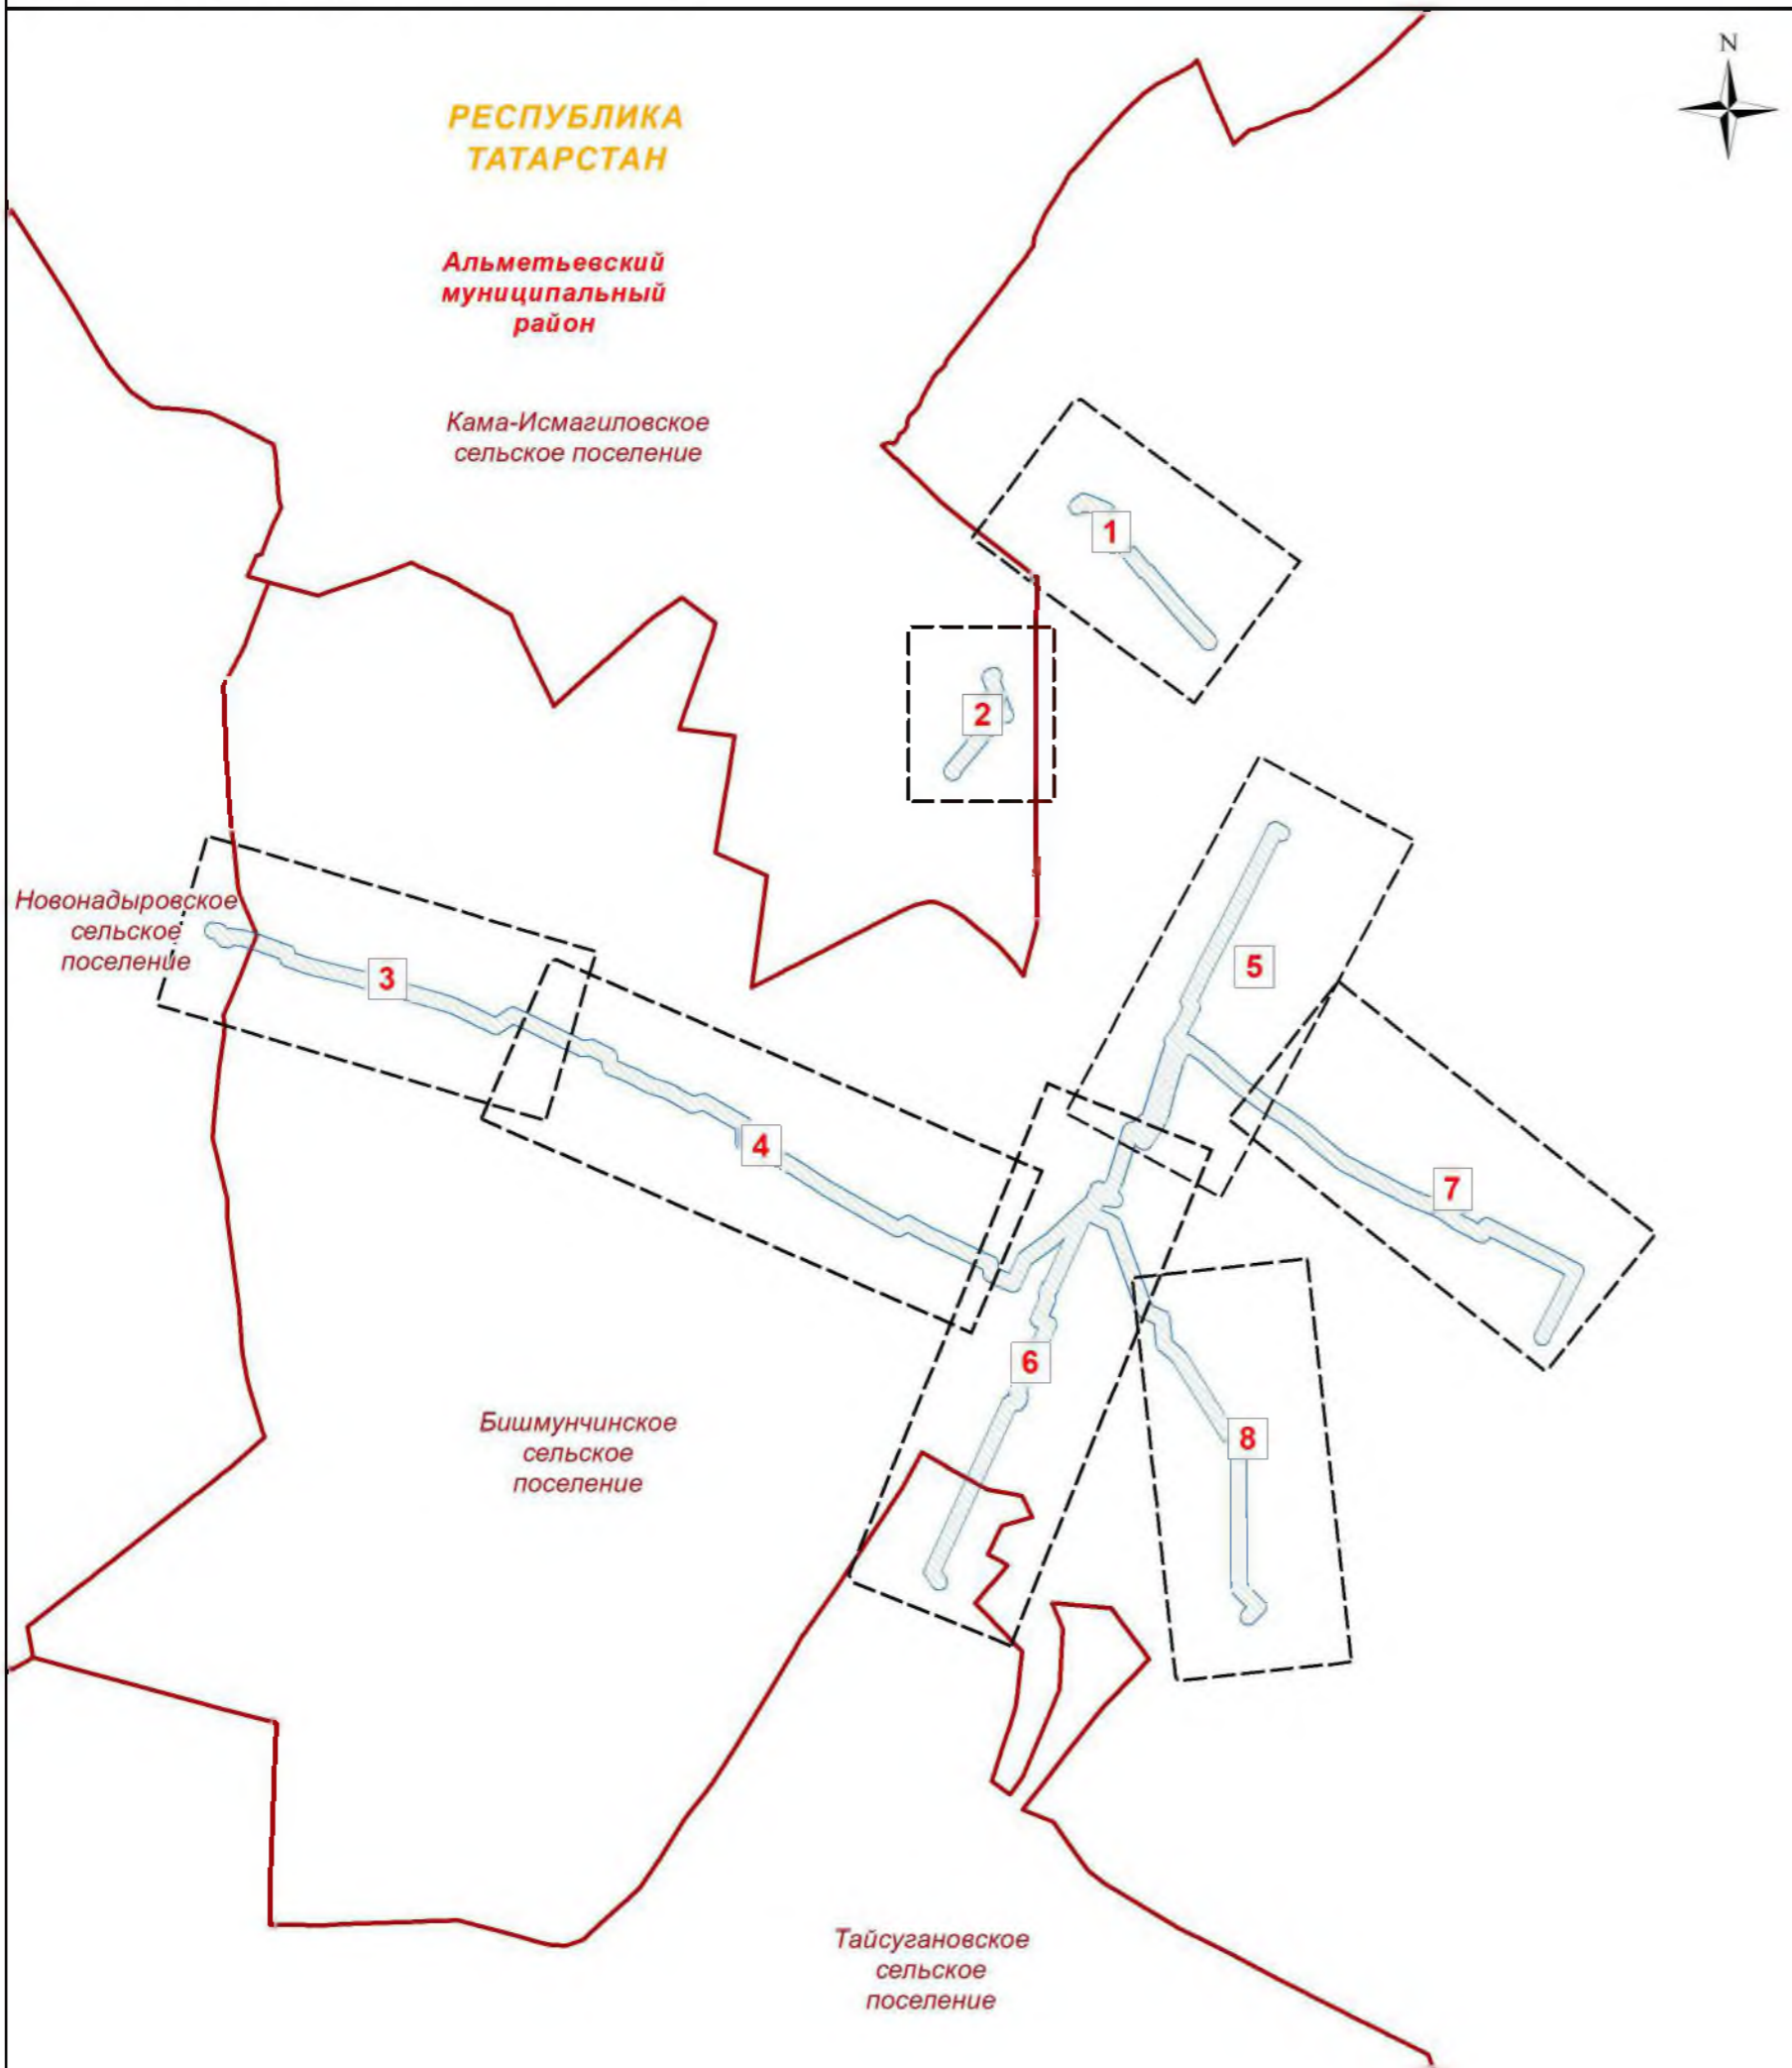 N
РЕСПУБЛИКА
ТАТАРСТАН
Альметьевский
муниципальный
район
Кама-Исмагиловское
сельское поселение
1
2
Новонадыровское
сельское
поселение
3
5
4
7
6
8
Бишмунчинское
сельское
поселение
Тайсугановское
сельское
поселение